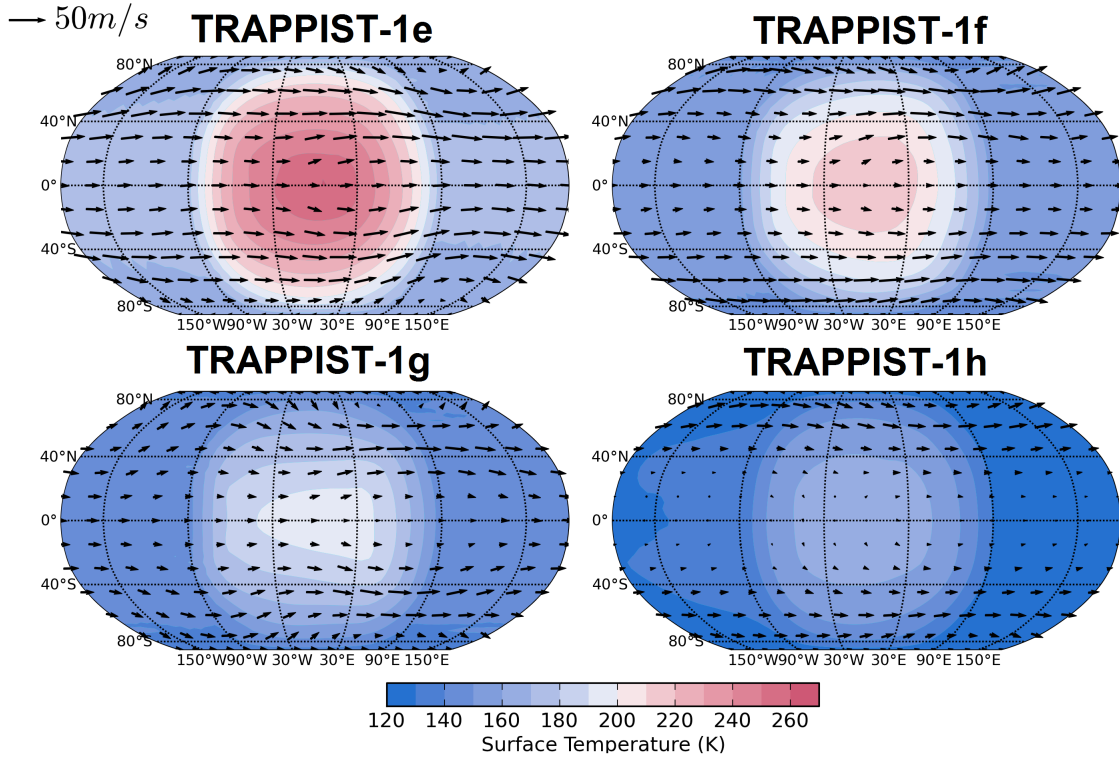 50m/s
TRAPPIST-1e
TRAPPIST-1f
80°N
40°N
0°
40°S
80°S
150°W90°W 30°W 30°E 90°E 150°E
80°N
40°N
0°
40°S
80°S
150°W90°W 30°W 30°E 90°E 150°E
TRAPPIST-1g
TRAPPIST-1h
80°N
40°N
0°
40°S
80°S
150°W90°W 30°W 30°E 90°E 150°E
80°N
40°N
0°
40°S
80°S
150°W90°W 30°W 30°E 90°E 150°E
120 140 160 180 200 220 240 260
Surface Temperature (K)